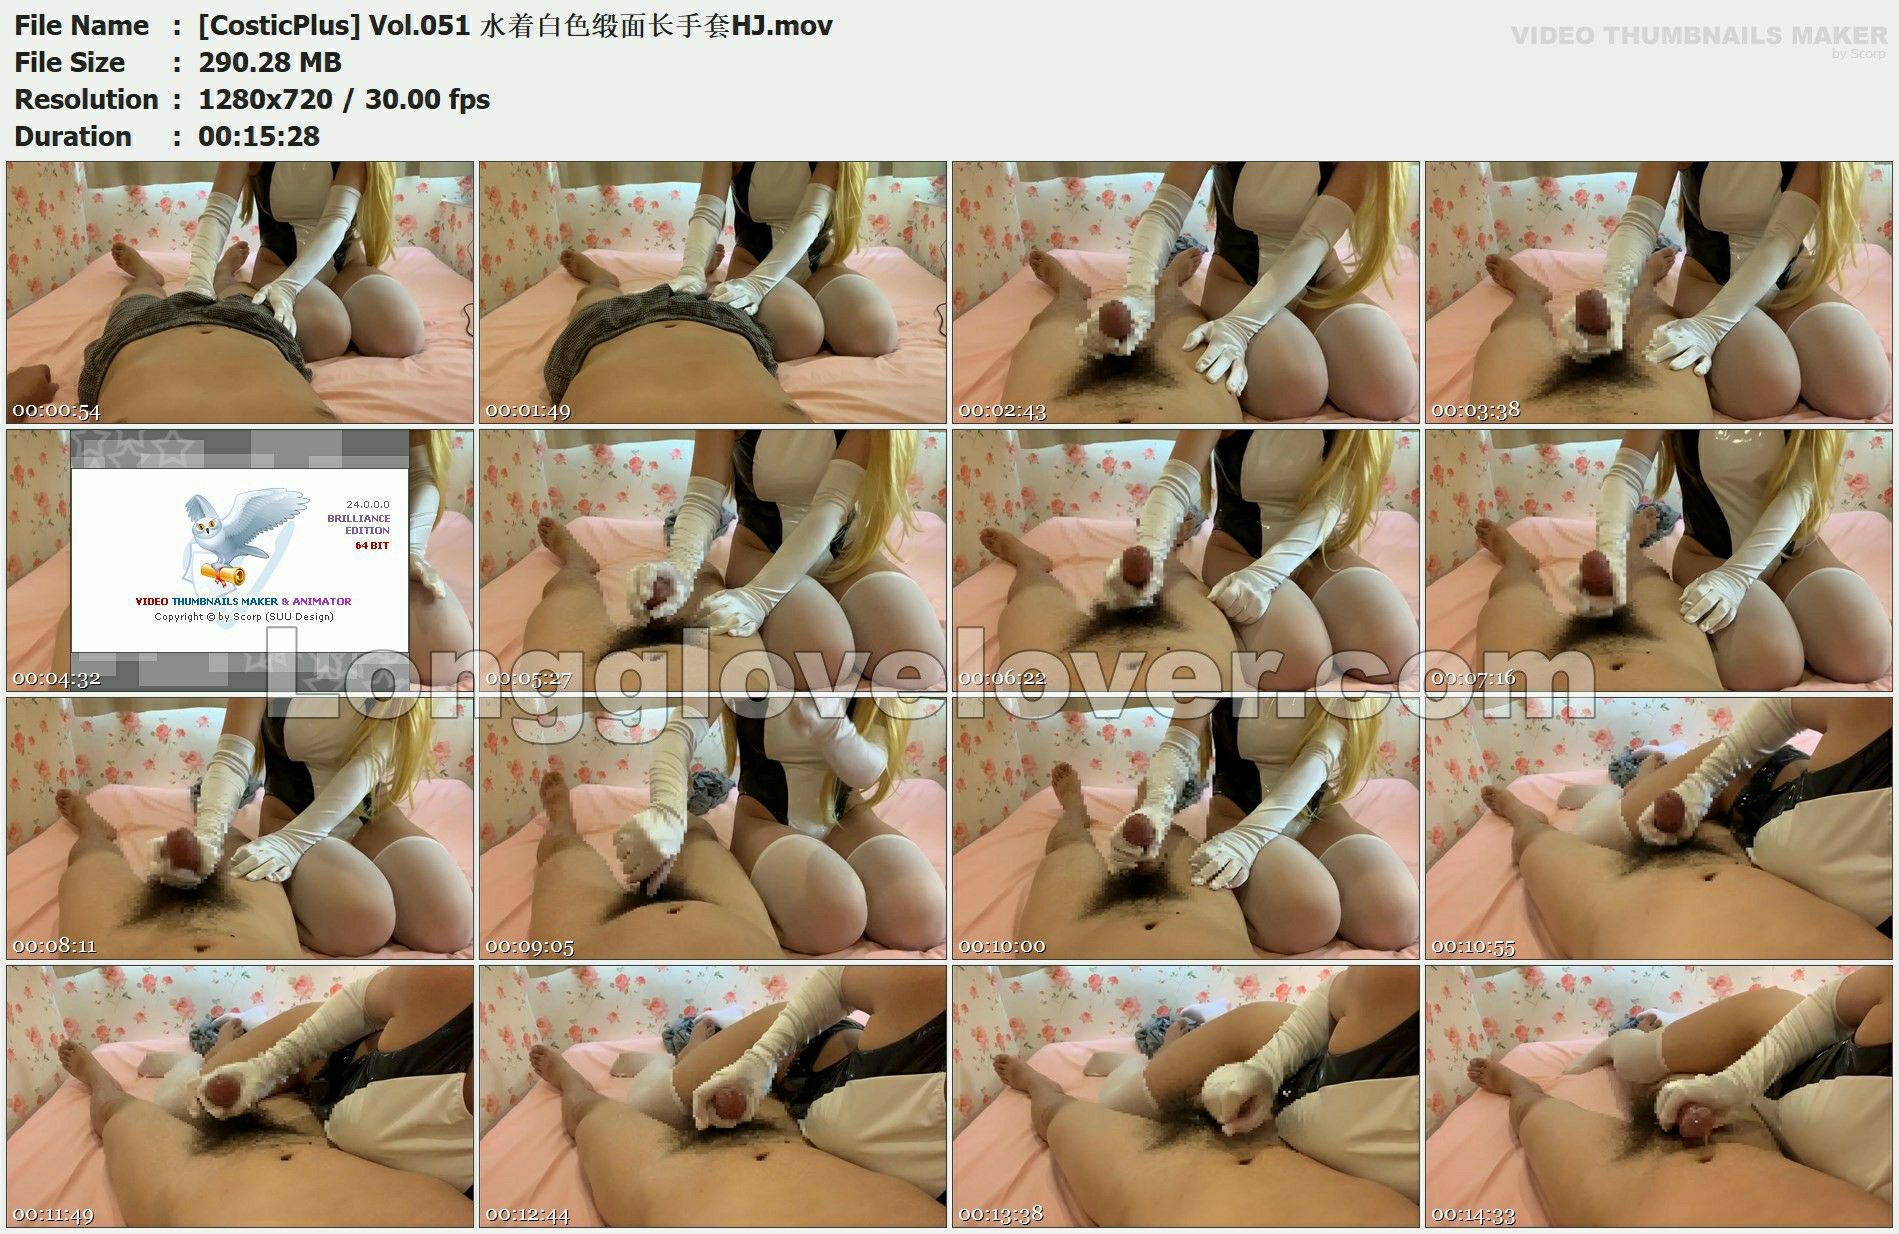 File Name : [CosticPlus] Vol.051 水着白色缎面长手套HJ.mov
File Size : 290.28 MB
Resolution : 1280x720 / 30.00 fps
Duration : 00:15:28
VIDEO THUMBNAILS MAKER
by Scorp
00:00:54
00:01:49
00:02:43
00:03:38
24.0.0.0
BRILLIANCE
EDITION
64 BIT
VIDEO THUMBNAILS MAKER & ANIMATOR
Copyright © by Scorp (SUU Design)
00:04:32
00:05:27
00:06:22
00:07:16
Longglovelover.com
00:08:11
00:09:05
00:10:00
00:10:55
00:11:49
00:12:44
00:13:38
00:14:33